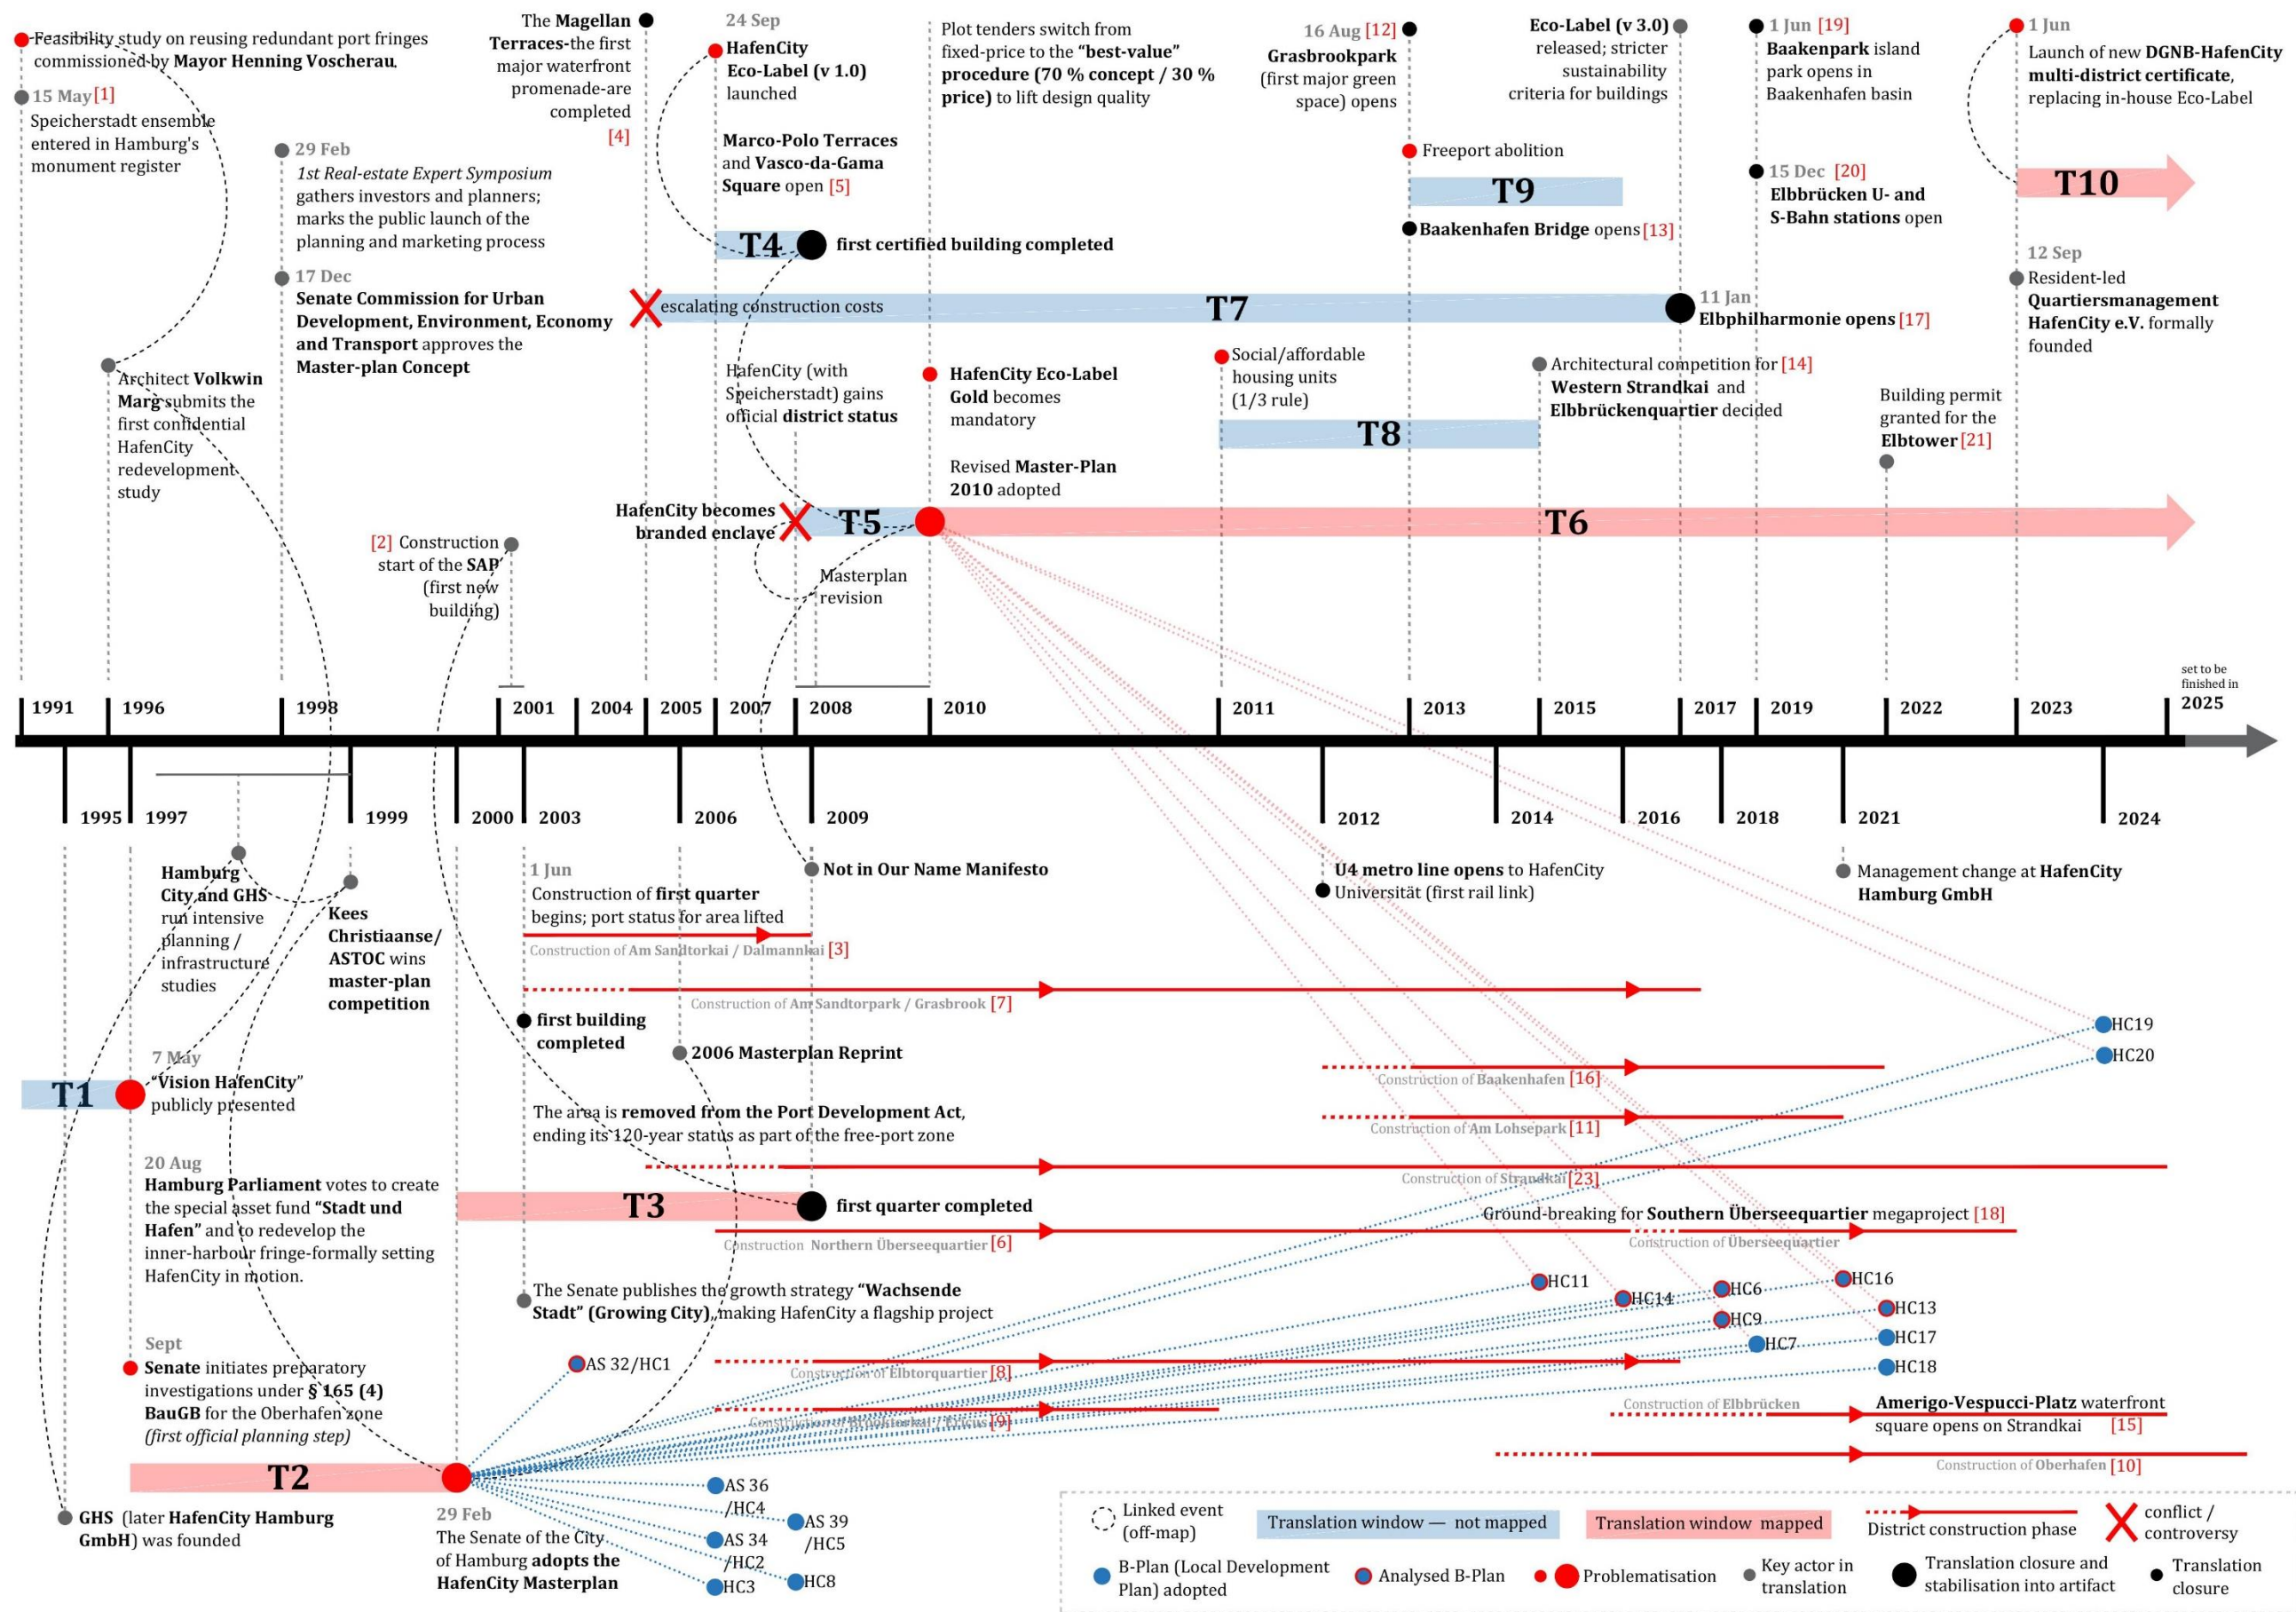 Feasibility study on reusing redundant port fringes
commissioned by Mayor Henning Voscherau.
15 May [1]
Speicherstadt ensemble
entered in Hamburg's
monument register
29 Feb
1st Real-estate Expert Symposium
gathers investors and planners;
marks the public launch of the
planning and marketing process
17 Dec
Senate Commission for Urban
Development, Environment, Economy
and Transport approves the
Master-plan Concept
Architect Volkwin
Marg submits the
first confidential
HafenCity
redevelopment
study
The Magellan
Terraces-the first
major waterfront
promenade-are
completed
[4]
24 Sep
HafenCity
Eco-Label (v 1.0)
launched
Marco-Polo Terraces
and Vasco-da-Gama
Square open [5]
T4
first certified building completed
Plot tenders switch from
fixed-price to the “best-value”
procedure (70 % concept / 30 %
price) to lift design quality
16 Aug [12]
Grasbrookpark
(first major green
space) opens
Freeport abolition
T9
Baakenhafen Bridge opens [13]
Eco-Label (v 3.0)
released; stricter
sustainability
criteria for buildings
1 Jun [19]
Baakenpark island
park opens in
Baakenhafen basin
15 Dec [20]
Elbbrücken U- and
S-Bahn stations open
1 Jun
Launch of new DGNB-HafenCity
multi-district certificate,
replacing in-house Eco-Label
T10
12 Sep
Resident-led
Quartiersmanagement
HafenCity e.V. formally
founded
escalating construction costs
T7
11 Jan
Elbphilharmonie opens [17]
HafenCity (with
Speicherstadt) gains
official district status
HafenCity Eco-Label
Gold becomes
mandatory
Revised Master-Plan
2010 adopted
Social/affordable
housing units
(1/3 rule)
T8
Architectural competition for [14]
Western Strandkai and
Elbbrückenquartier decided
Building permit
granted for the
Elbtower [21]
HafenCity becomes
branded enclave
T5
T6
[2] Construction
start of the SAP
(first new
building)
Masterplan
revision
set to be
finished in
2025
1991
1996
1998
2001
2004
2005
2007
2008
2010
2011
2013
2015
2017
2019
2022
2023
1995
1997
1999
2000
2003
2006
2009
2012
2014
2016
2018
2021
2024
Hamburg
City and GHS
run intensive
planning /
infrastructure
studies
Kees
Christiaanse/
ASTOC wins
master-plan
competition
1 Jun
Construction of first quarter
begins; port status for area lifted
Construction of Am Sandtorkai / Dalmannkai [3]
Not in Our Name Manifesto
U4 metro line opens to HafenCity
Universität (first rail link)
Management change at HafenCity
Hamburg GmbH
Construction of Am Sandtorpark / Grasbrook [7]
first building
completed
2006 Masterplan Reprint
HC19
HC20
7 May
“Vision HafenCity”
publicly presented
T1
Construction of Baakenhafen [16]
The area is removed from the Port Development Act,
ending its 120-year status as part of the free-port zone
Construction of Am Lohsepark [11]
20 Aug
Hamburg Parliament votes to create
the special asset fund “Stadt und
Hafen” and to redevelop the
inner-harbour fringe-formally setting
HafenCity in motion.
Construction of Strandkai [23]
T3
first quarter completed
Ground-breaking for Southern Überseequartier megaproject [18]
Construction Northern Überseequartier [6]
Construction of Überseequartier
The Senate publishes the growth strategy “Wachsende
Stadt” (Growing City), making HafenCity a flagship project
HC11
HC14
HC6
HC16
HC9
HC13
HC7
HC17
HC18
Sept
Senate initiates preparatory
investigations under § 165 (4)
BauGB for the Oberhafen zone
(first official planning step)
AS 32/HC1
Construction of Elbtorquartier [8]
Construction of Brooktorkai / Ericus [9]
Construction of Elbbrücken
Amerigo-Vespucci-Platz waterfront
square opens on Strandkai [15]
Construction of Oberhafen [10]
T2
GHS (later HafenCity Hamburg
GmbH) was founded
29 Feb
The Senate of the City
of Hamburg adopts the
HafenCity Masterplan
AS 36
/HC4
AS 39
/HC5
AS 34
/HC2
HC3
HC8
Linked event
(off-map)
Translation window — not mapped
Translation window mapped
District construction phase
conflict /
controversy
B-Plan (Local Development
Plan) adopted
Analysed B-Plan
Problematisation
Key actor in
translation
Translation closure and
stabilisation into artifact
Translation
closure